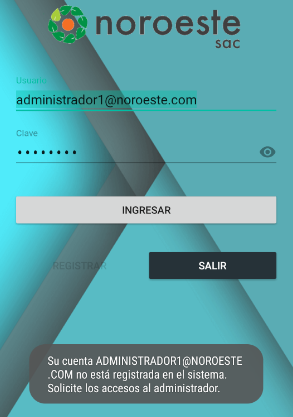 noroeste
sac
Usuario
administrador1@noroeste.com
Clave
••••••••
INGRESAR
REGISTRAR
SALIR
Su cuenta ADMINISTRADOR1@NOROESTE
.COM no está registrada en el sistema.
Solicite los accesos al administrador.